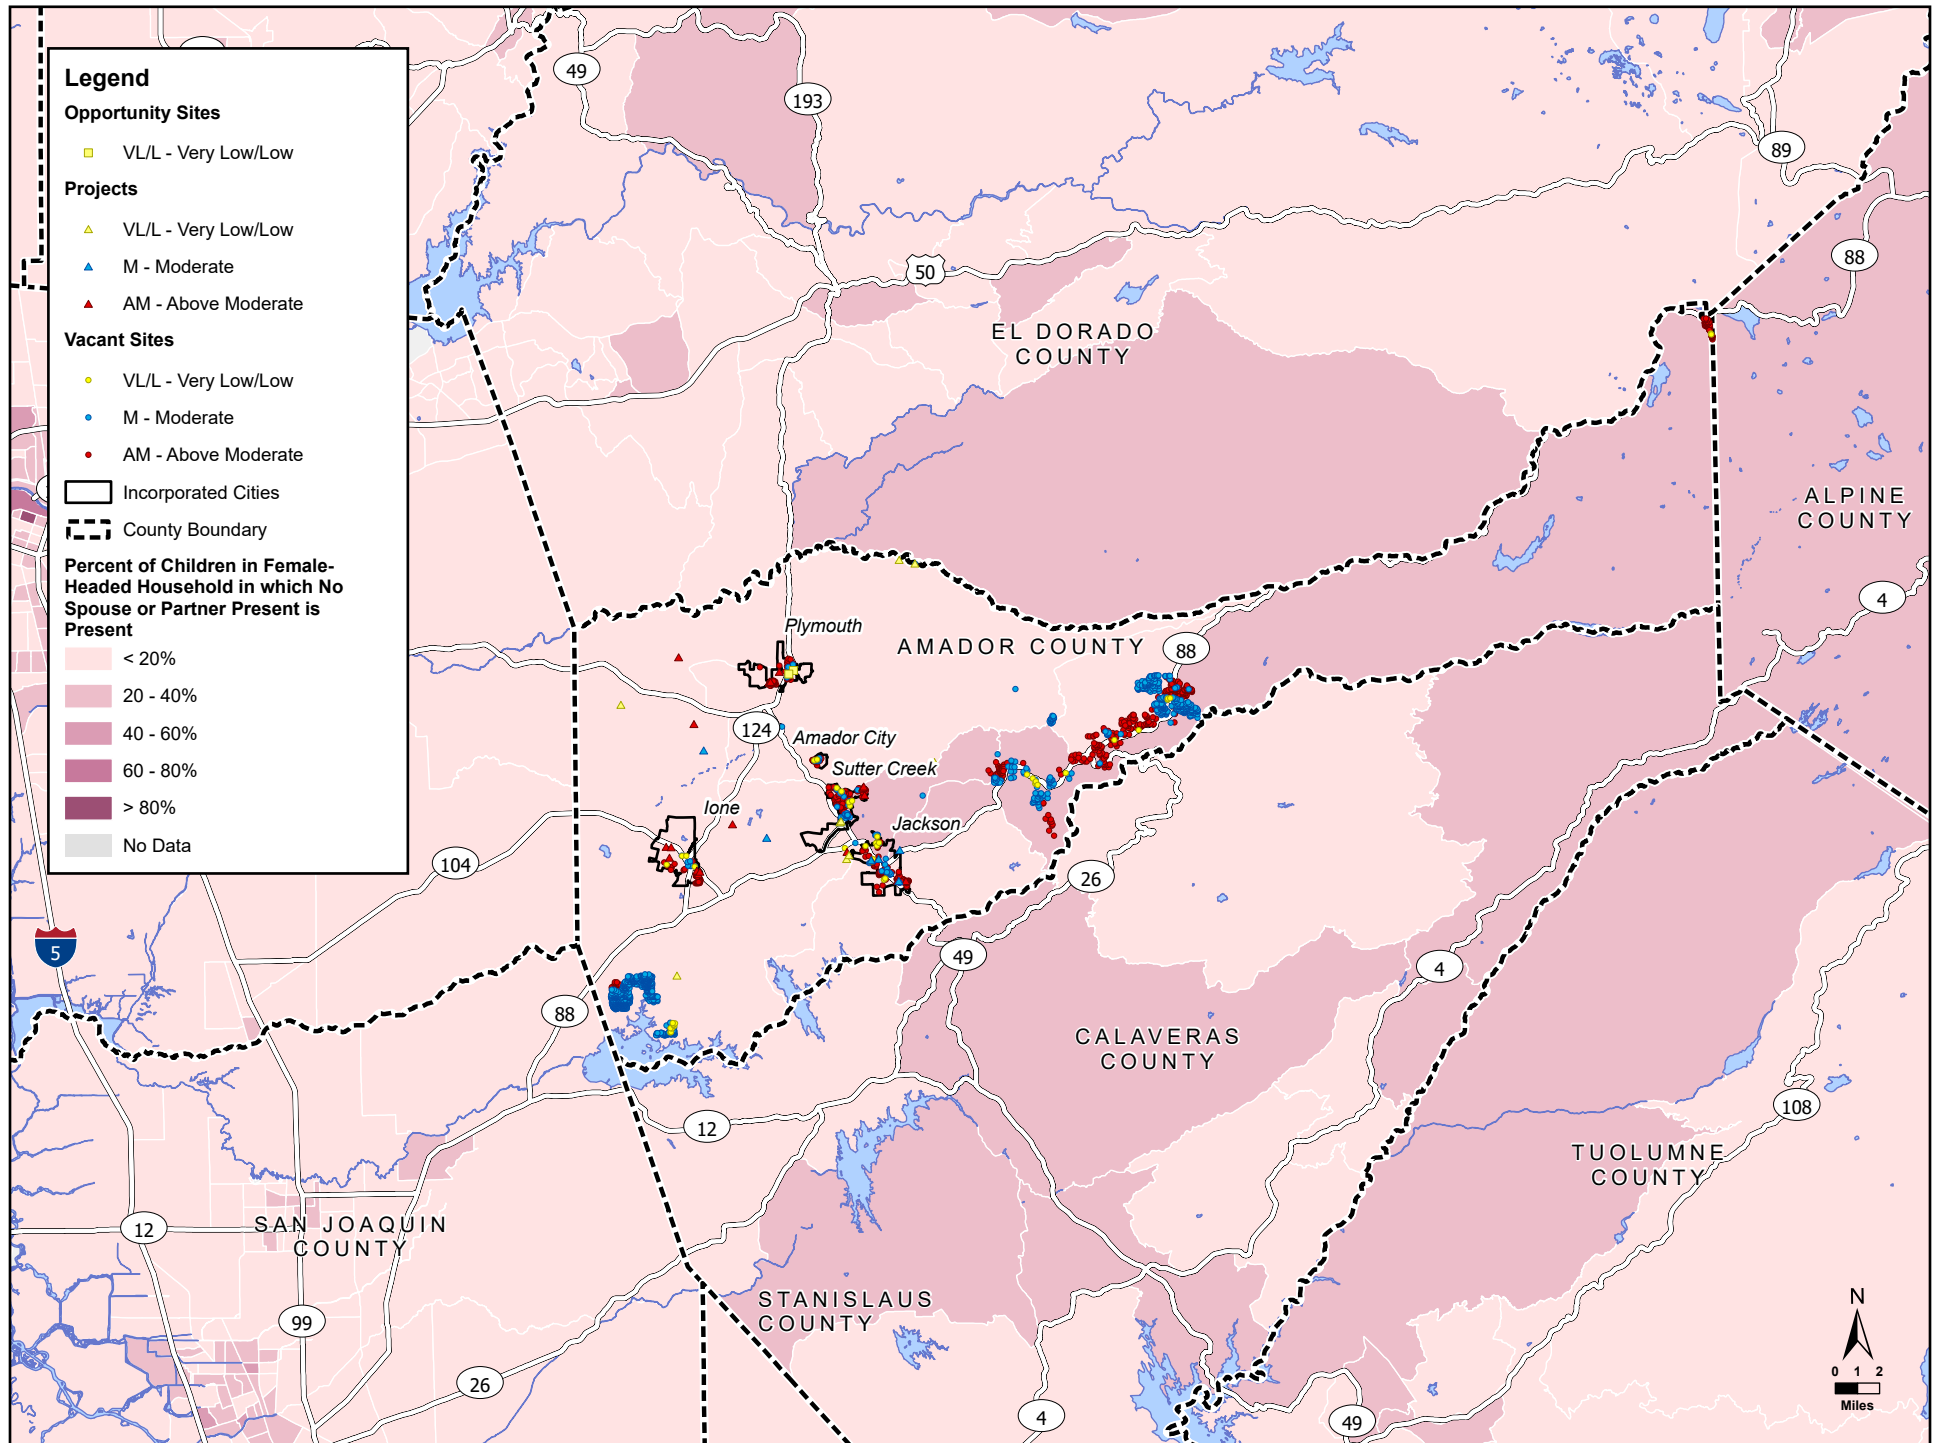 Legend
Opportunity Sites
VL/L - Very Low/Low
Projects
VL/L - Very Low/Low
M - Moderate
AM - Above Moderate
Vacant Sites
VL/L - Very Low/Low
M - Moderate
AM - Above Moderate
Incorporated Cities
County Boundary
Percent of Children in Female-
Headed Household in which No
Spouse or Partner Present is
Present
< 20%
20 - 40%
40 - 60%
60 - 80%
> 80%
No Data
49
193
89
88
50
EL DORADO
COUNTY
ALPINE
COUNTY
4
Plymouth
AMADOR COUNTY
88
124
Amador City
Sutter Creek
Ione
Jackson
104
26
5
49
4
88
CALAVERAS
COUNTY
108
12
TUOLUMNE
COUNTY
12
SAN JOAQUIN
COUNTY
STANISLAUS
COUNTY
99
26
4
49
N
0 1 2
Miles